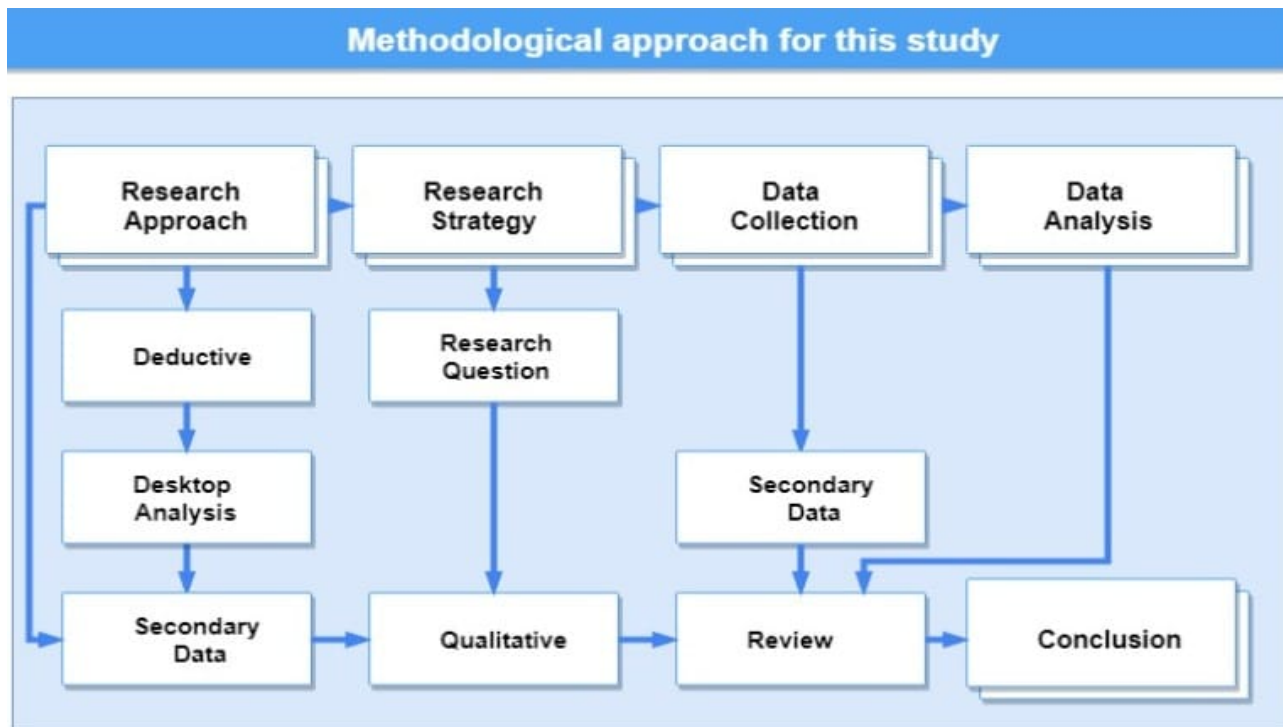 Methodological approach for this study
Research
Approach
Research
Strategy
Data
Collection
Data
Analysis
Deductive
Research
Question
Desktop
Analysis
Secondary
Data
Secondary
Data
Qualitative
Review
Conclusion